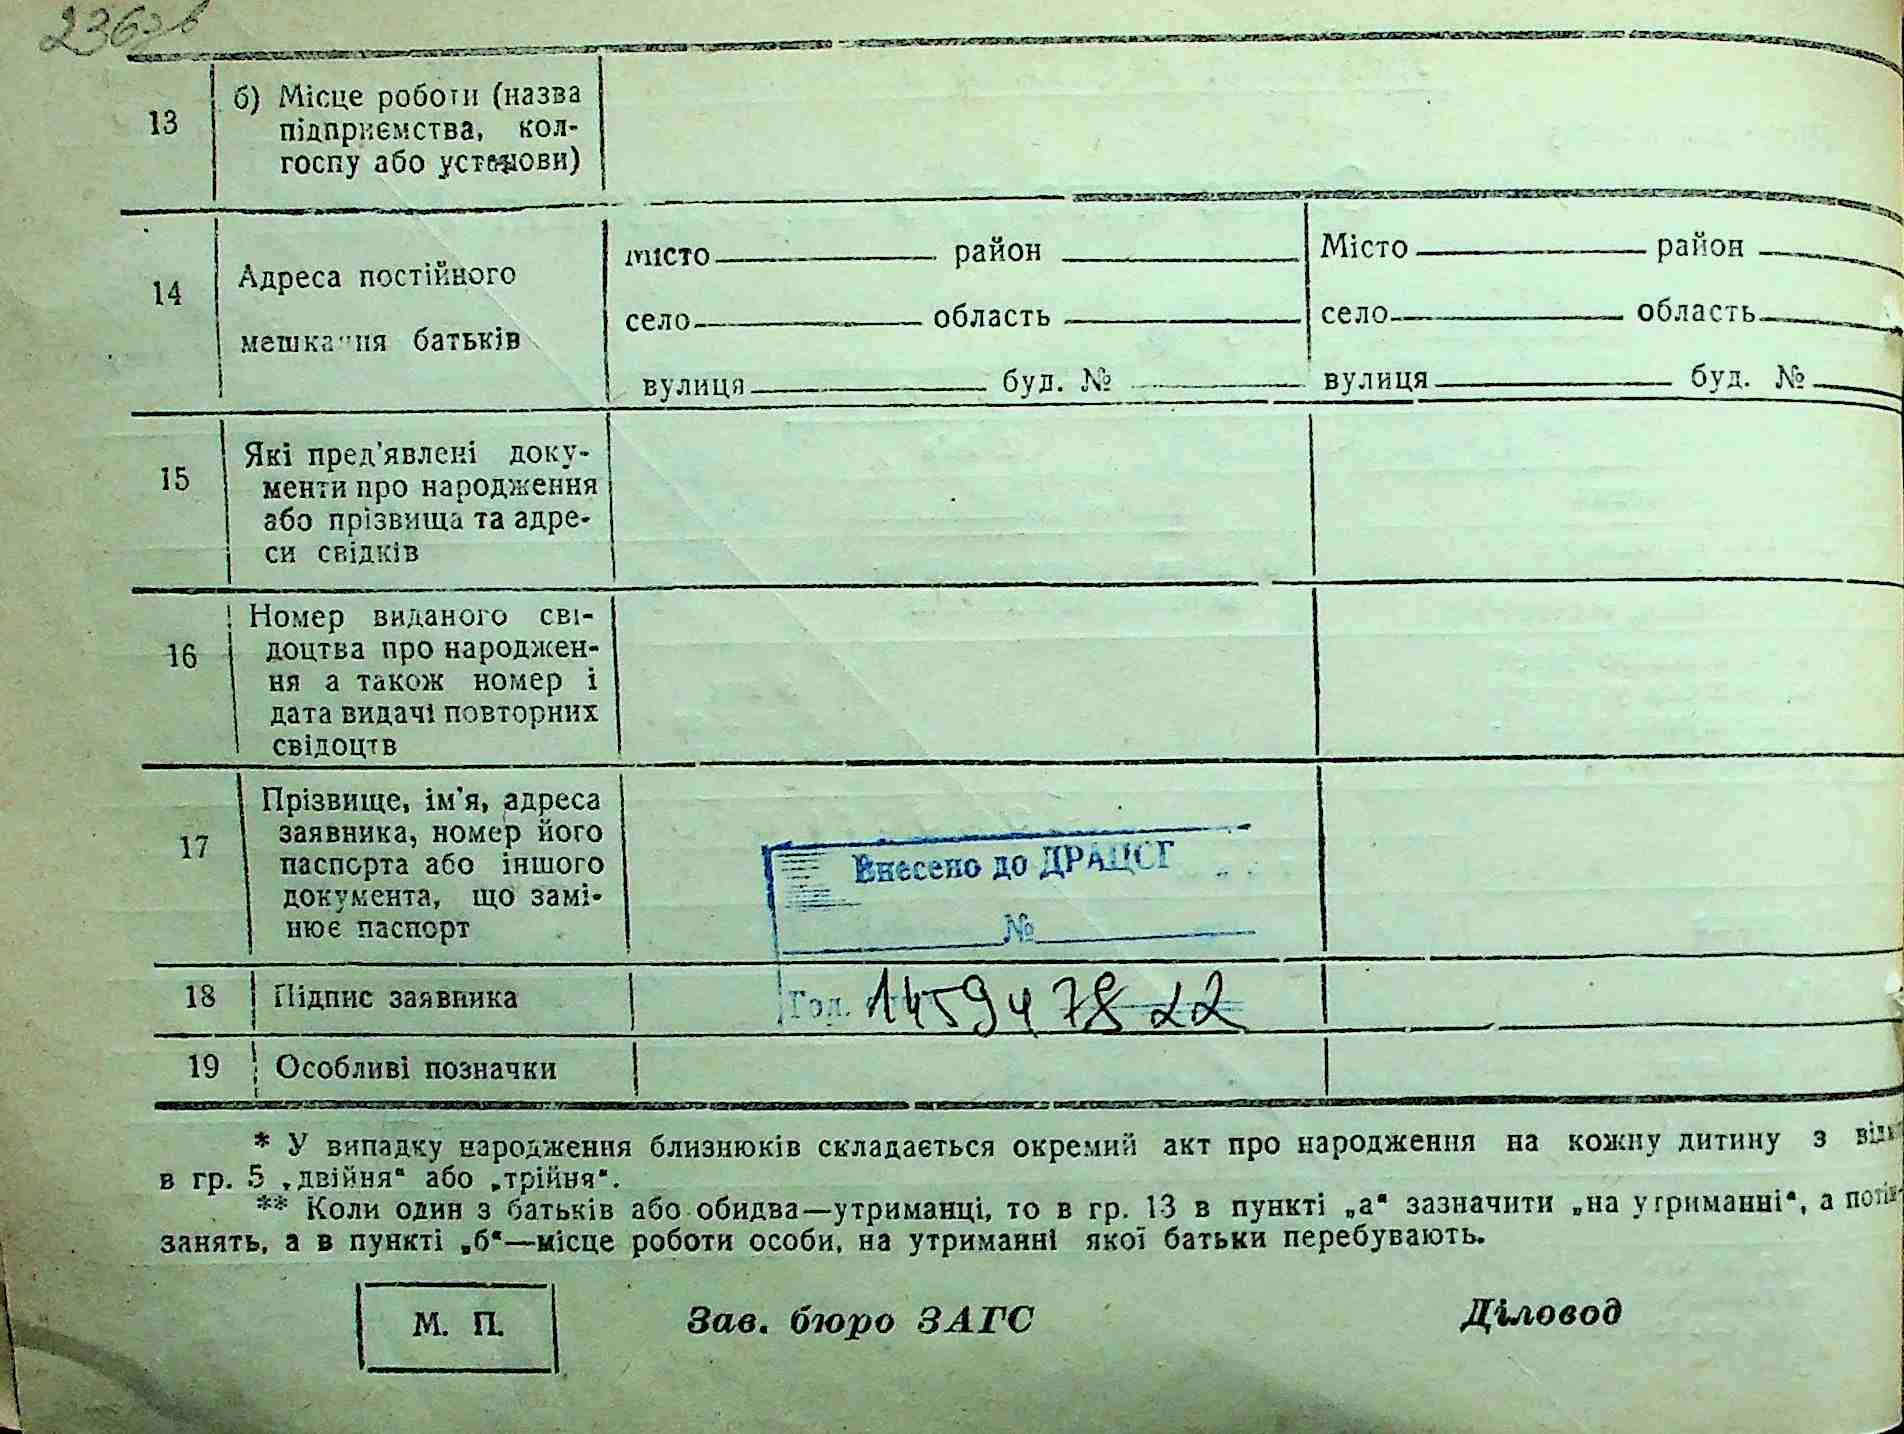 236зв
13 б) Місце роботи (назва
підприємства, кол-
госпу або установи)
14 Адреса постійного
мешкання батьків
місто район
село область
вулиця буд. №
Місто район
село область
вулиця буд. №
15 Які пред'явлені доку-
менти про народження
або прізвища та адре-
си свідків
16 Номер виданого сві-
доцтва про народжен-
ня а також номер і
дата видачі повторних
свідоцтв
17 Прізвище, ім'я, адреса
заявника, номер його
паспорта або іншого
документа, що замі-
нює паспорт
Внесено до ДРАЦСГ
№
18 Підпис заявника
14594 78 22
19 Особливі позначки
* У випадку народження близнюків складається окремий акт про народження на кожну дитину з
в гр. 5 „двійня“ або „трійня“.
** Коли один з батьків або обидва—утриманці, то в гр. 13 в пункті „а“ зазначити „на утриманні“, а
занять, а в пункті „б“—місце роботи особи, на утриманні якої батьки перебувають.
М. П. Зав. бюро ЗАГС Діловод